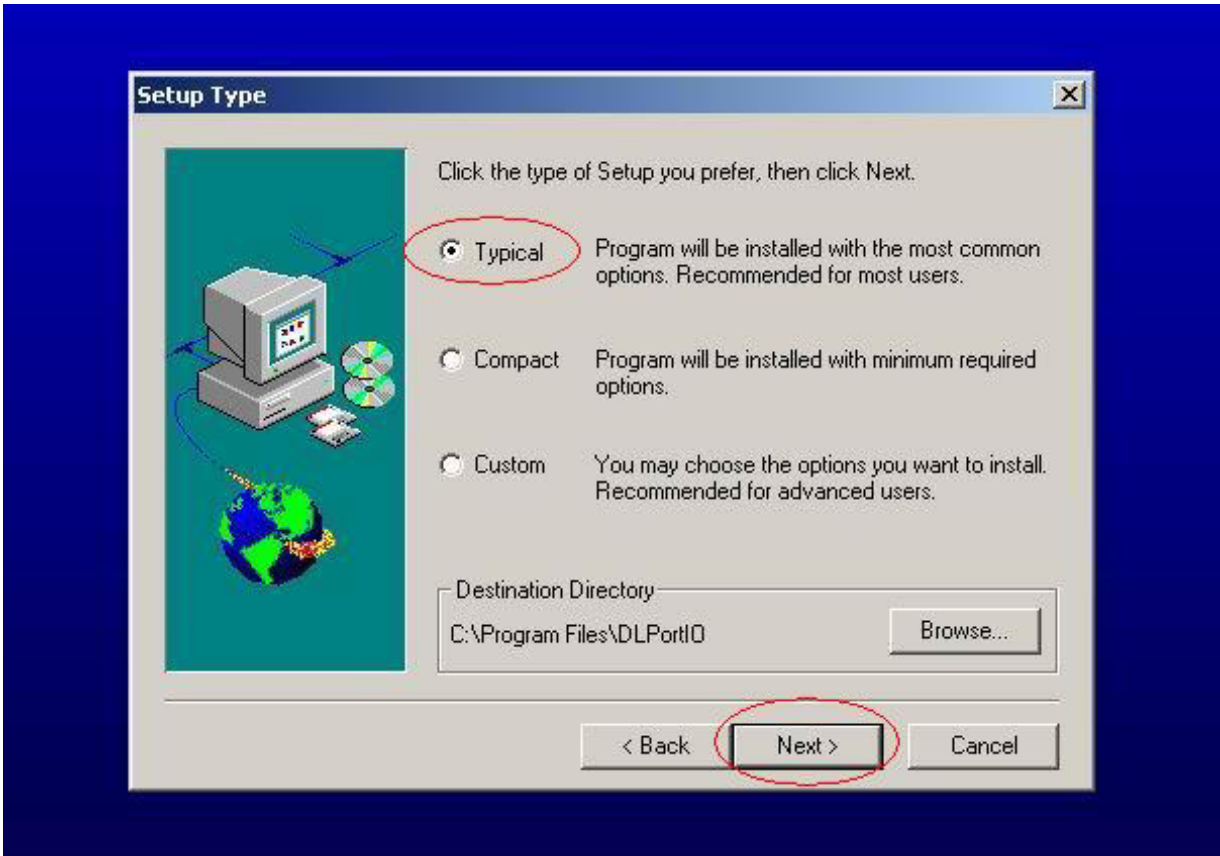 Setup Type
Click the type of Setup you prefer, then click Next.
Typical
Program will be installed with the most common
options. Recommended for most users.
Compact
Program will be installed with minimum required
options.
Custom
You may choose the options you want to install.
Recommended for advanced users.
Destination Directory
C:\Program Files\DLPortIO
Browse...
< Back
Next >
Cancel